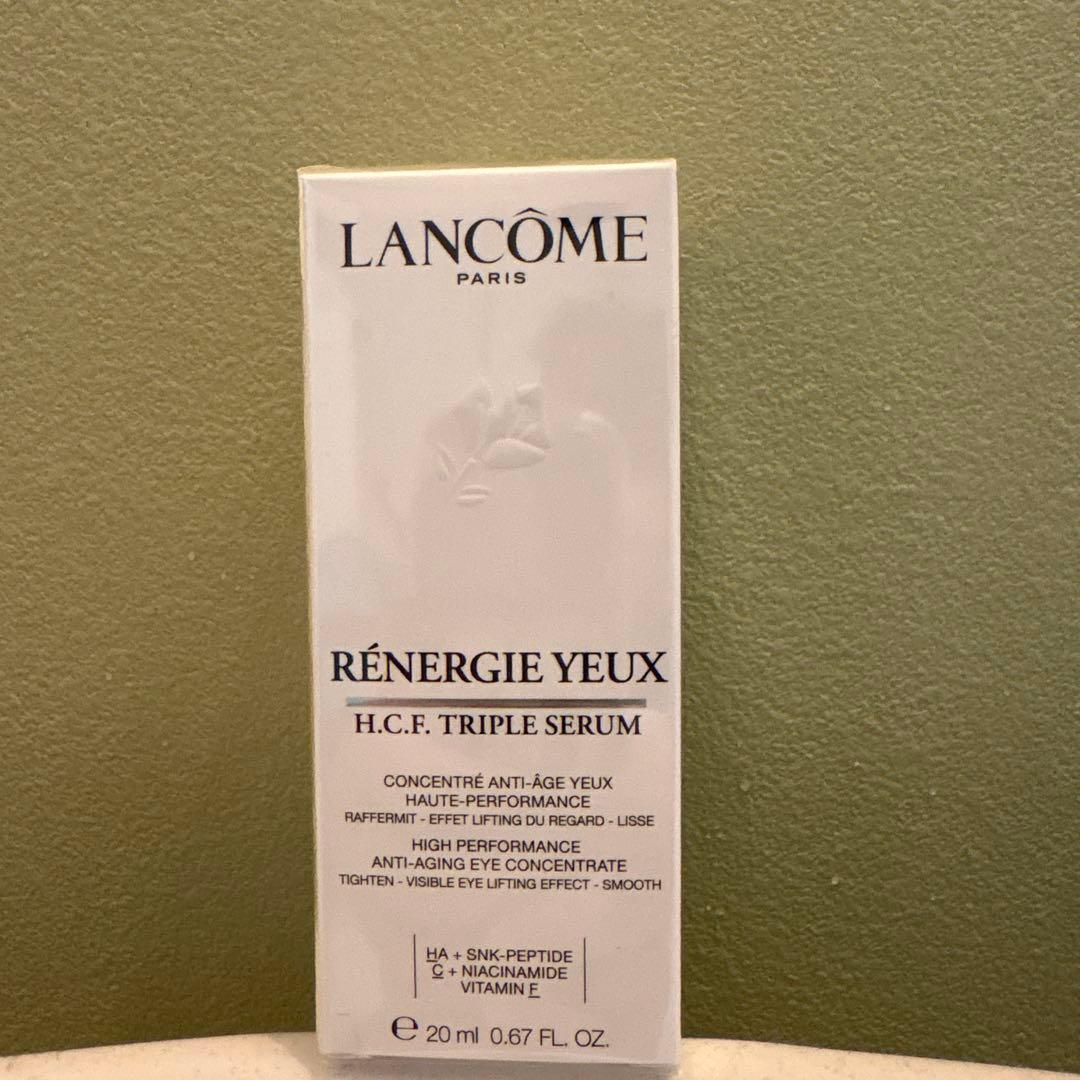 LANCÔME
PARIS
RÉNERGIE YEUX
H.C.F. TRIPLE SERUM
CONCENTRÉ ANTI-ÂGE YEUX
HAUTE-PERFORMANCE
RAFFERMIT - EFFET LIFTING DU REGARD - LISSE
HIGH PERFORMANCE
ANTI-AGING EYE CONCENTRATE
TIGHTEN - VISIBLE EYE LIFTING EFFECT - SMOOTH
HA + SNK-PEPTIDE
C + NIACINAMIDE
VITAMIN F
℮ 20 ml 0.67 FL. OZ.